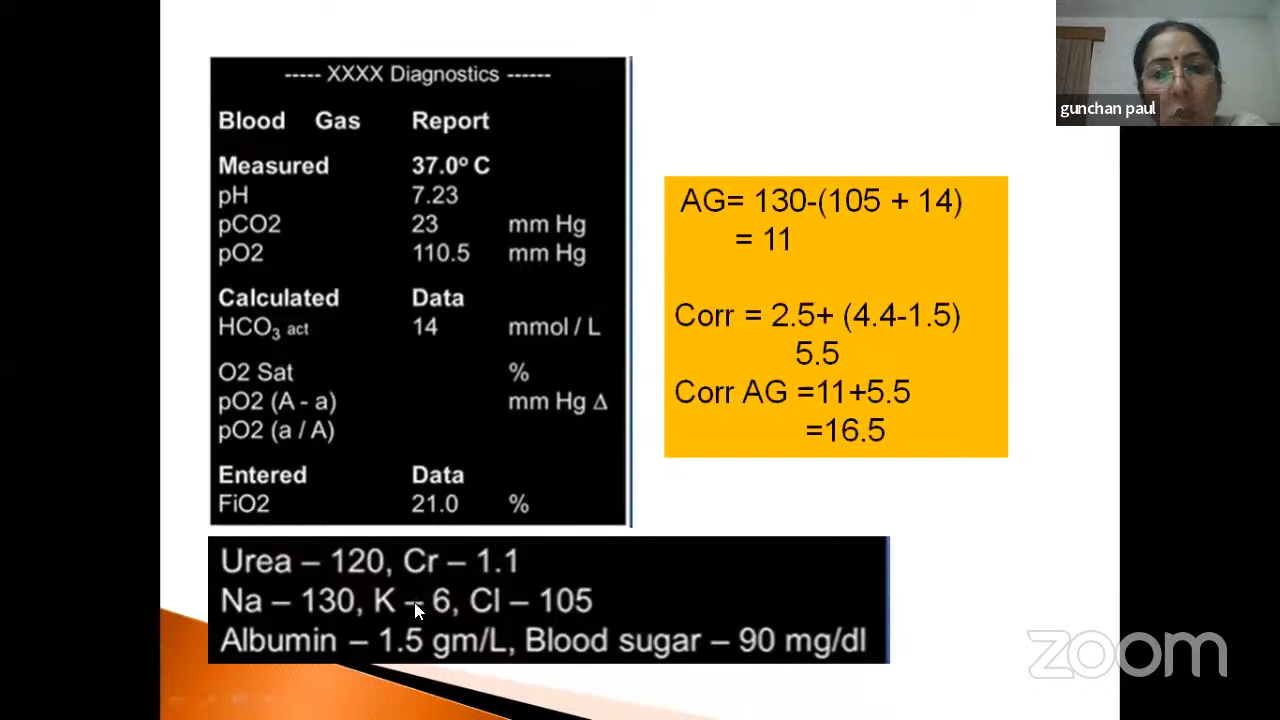 ----- XXXX Diagnostics ------
Blood Gas Report
Measured 37.0º C
pH 7.23
pCO2 23 mm Hg
pO2 110.5 mm Hg
Calculated Data
HCO3 act 14 mmol / L
O2 Sat %
pO2 (A - a) mm Hg Δ
pO2 (a / A)
Entered Data
FiO2 21.0 %
AG= 130-(105 + 14)
= 11
Corr = 2.5+ (4.4-1.5)
5.5
Corr AG =11+5.5
=16.5
Urea – 120, Cr – 1.1
Na – 130, K – 6, Cl – 105
Albumin – 1.5 gm/L, Blood sugar – 90 mg/dl
gunchan paul
zoom